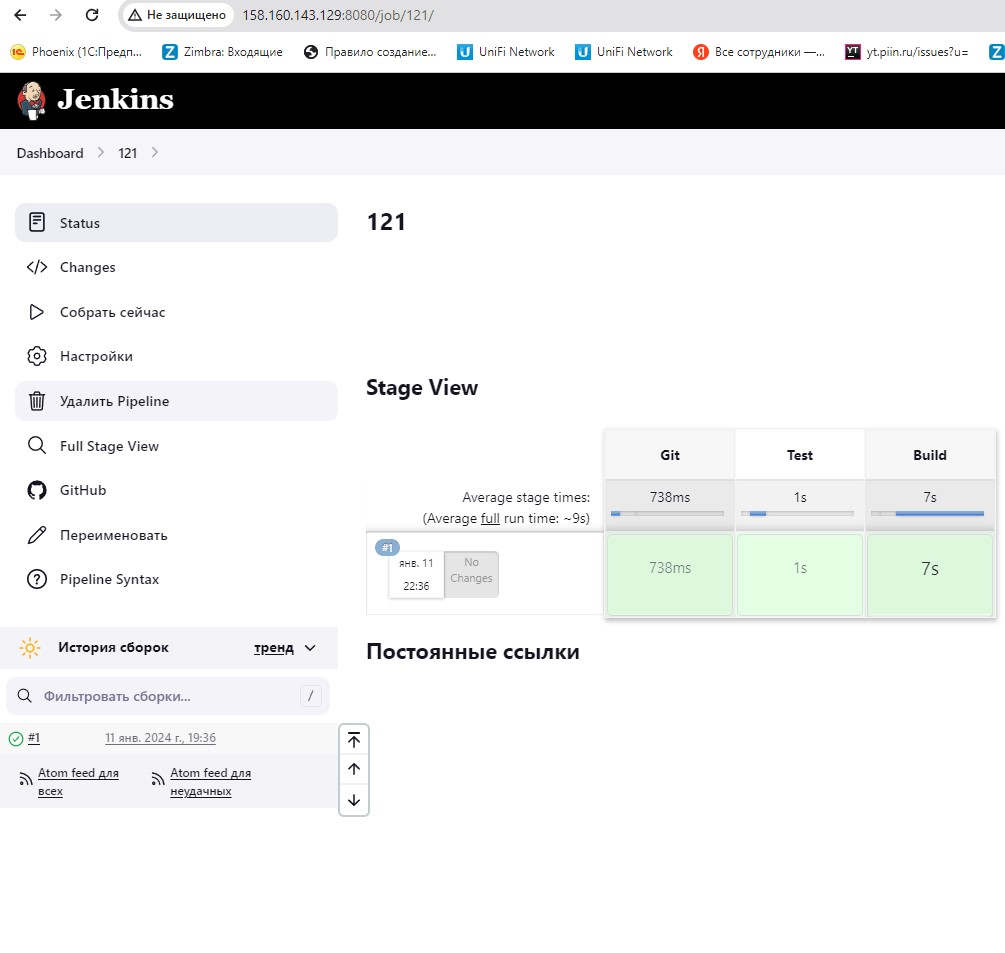 Не защищено 158.160.143.129:8080/job/121/
Phoenix (1С:Предп... Zimbra: Входящие Правило создание... UniFi Network UniFi Network Все сотрудники —... yt.piin.ru/issues?u=
Jenkins
Dashboard 121
Status
Changes
Собрать сейчас
Настройки
Удалить Pipeline
Full Stage View
GitHub
Переименовать
Pipeline Syntax
История сборок тренд
Фильтровать сборки... /
#1 11 янв. 2024 г., 19:36
Atom feed для
всех
Atom feed для
неудачных
121
Stage View
Git Test Build
Average stage times: 738ms 1s 7s
(Average full run time: ~9s)
#1
янв. 11
22:36
No
Changes
738ms 1s 7s
Постоянные ссылки